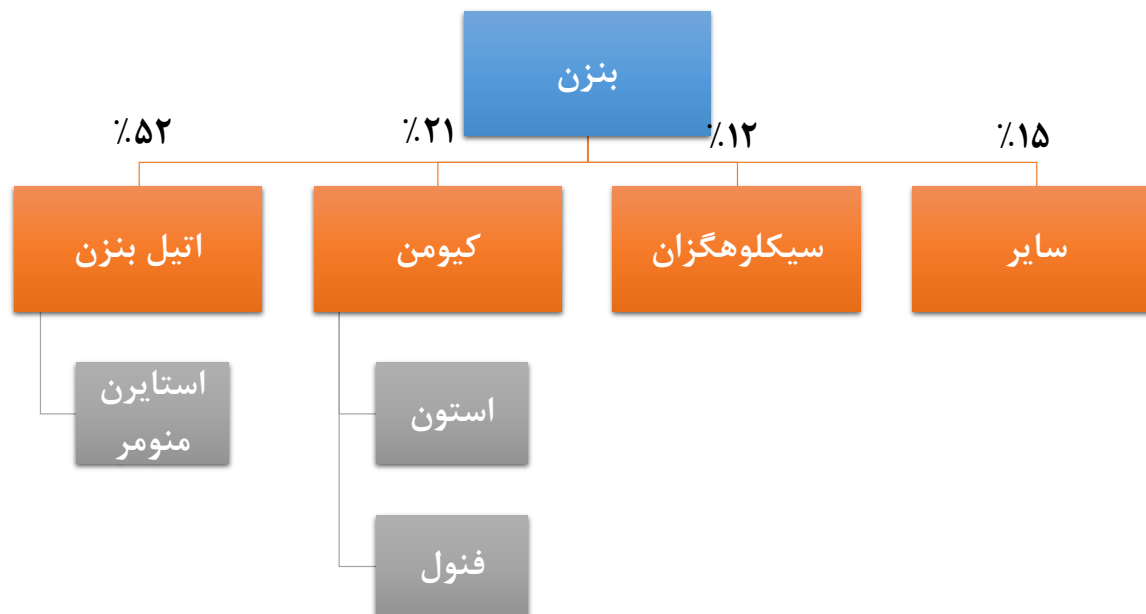 بنزن
٪۵۲
٪۲۱
٪۱۲
٪۱۵
اتیل بنزن
کیومن
سیکلوهگزان
سایر
استایرن
منومر
استون
فنول